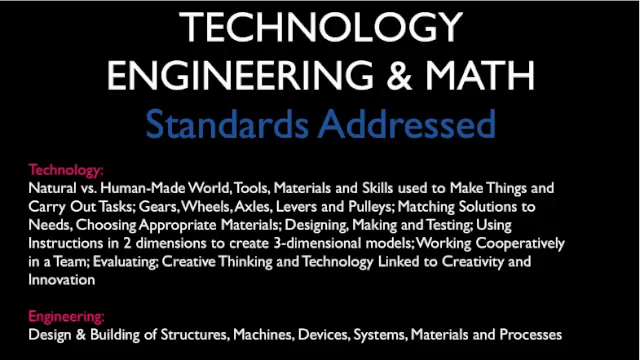 TECHNOLOGY
ENGINEERING & MATH
Standards Addressed
Technology:
Natural vs. Human-Made World, Tools, Materials and Skills used to Make Things and
Carry Out Tasks; Gears, Wheels, Axles, Levers and Pulleys; Matching Solutions to
Needs, Choosing Appropriate Materials; Designing, Making and Testing; Using
Instructions in 2 dimensions to create 3-dimensional models; Working Cooperatively
in a Team; Evaluating; Creative Thinking and Technology Linked to Creativity and
Innovation
Engineering:
Design & Building of Structures, Machines, Devices, Systems, Materials and Processes